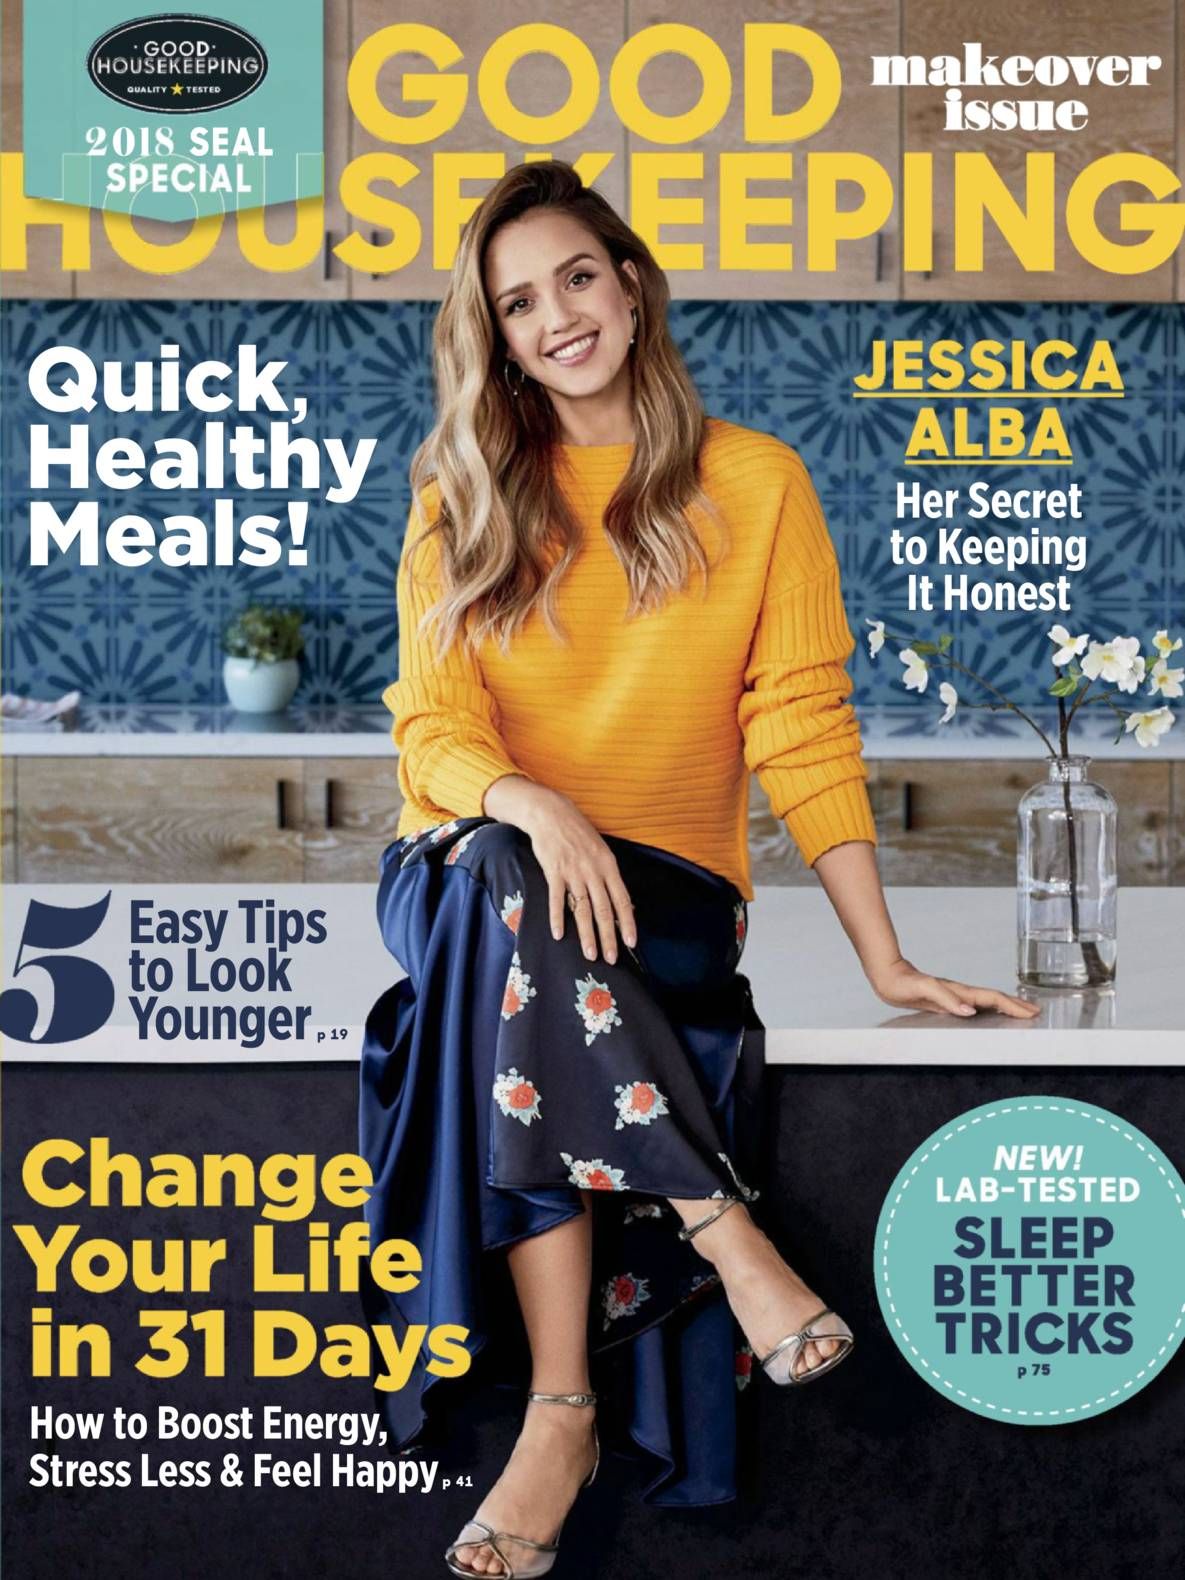 · GOOD ·
HOUSEKEEPING
QUALITY ★ TESTED
2018 SEAL
SPECIAL
GOOD
HOUSEKEEPING
makeover
issue
Quick,
Healthy
Meals!
JESSICA
ALBA
Her Secret
to Keeping
It Honest
5
Easy Tips
to Look
Younger p 19
Change
Your Life
in 31 Days
How to Boost Energy,
Stress Less & Feel Happy p 41
NEW!
LAB-TESTED
SLEEP
BETTER
TRICKS
p 75